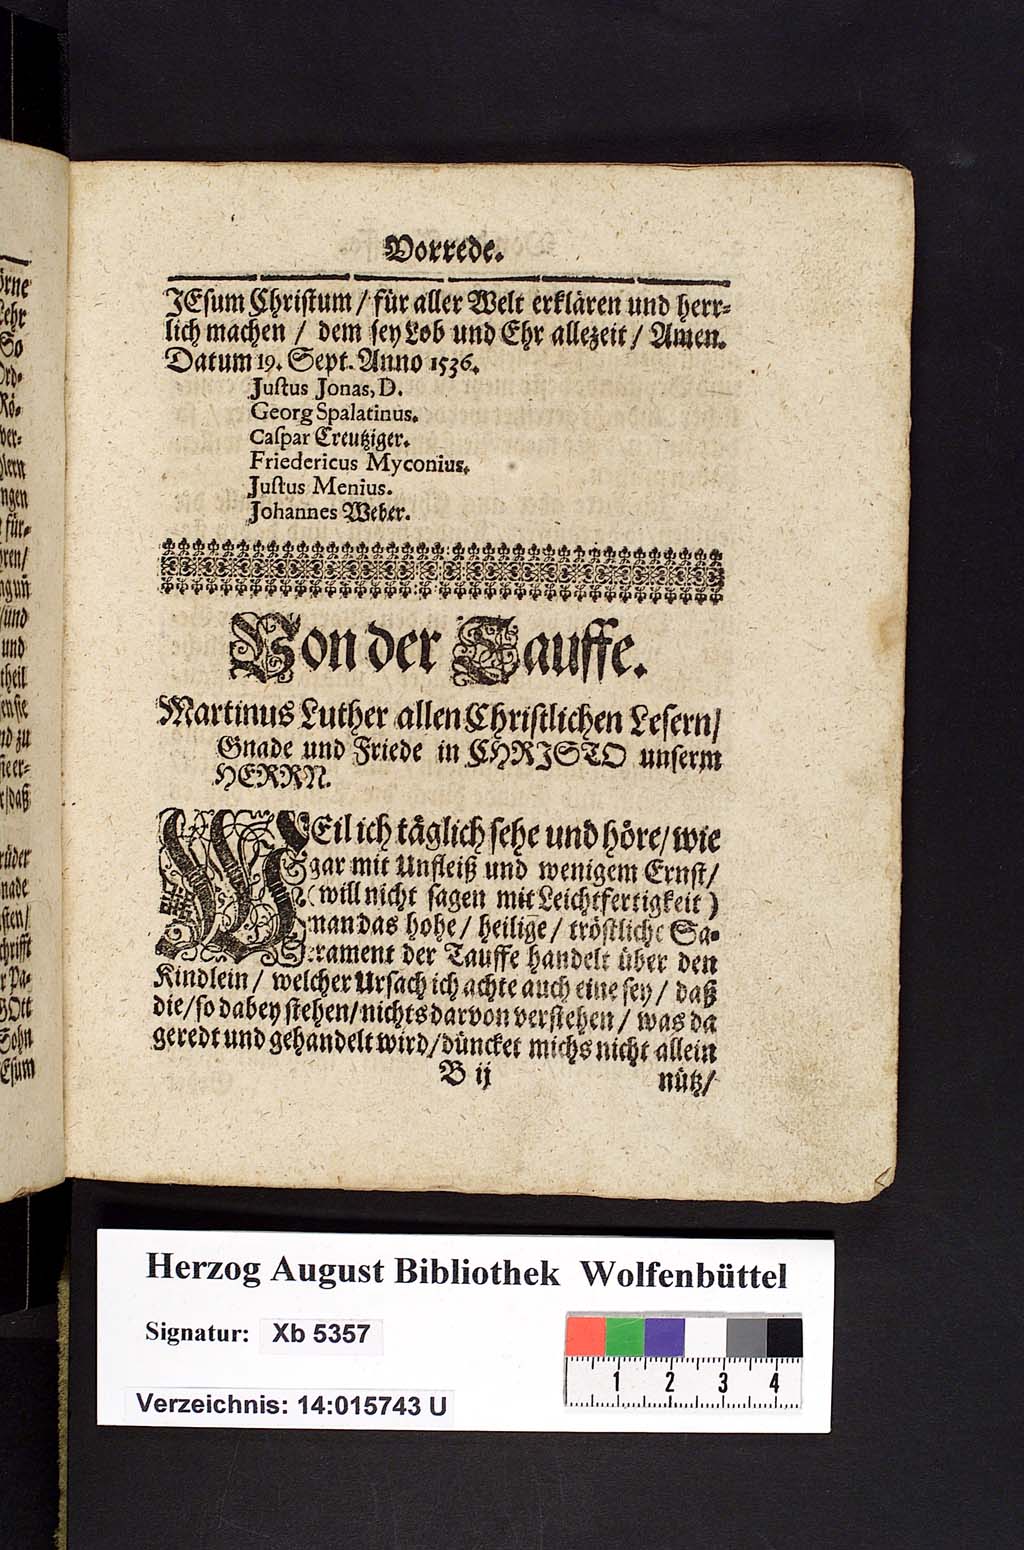 Vorrede.
JEsum Christum / für aller Welt erklären und herr-
lich machen / dem sey Lob und Ehr allezeit / Amen.
Datum 19. Sept. Anno 1536.
Justus Jonas, D.
Georg Spalatinus.
Caspar Creutziger.
Friedericus Myconius.
Justus Menius.
Johannes Weber.
Von der Tauffe.
Martinus Luther allen Christlichen Lesern /
Gnade und Friede in CHRISTO unserm
HERRN.
WEil ich täglich sehe und höre / wie
gar mit Unfleiß und wenigem Ernst /
(will nicht sagen mit Leichtfertigkeit)
man das hohe / heilige / tröstliche Sa-
crament der Tauffe handelt über den
Kindlein / welcher Ursach ich achte auch eine sey / daß
die / so dabey stehen / nichts darvon verstehen / was da
geredt und gehandelt wird / düncket michs nicht allein
B ij nütz /
Herzog August Bibliothek Wolfenbüttel
Signatur: Xb 5357
Verzeichnis: 14:015743 U
1 2 3 4